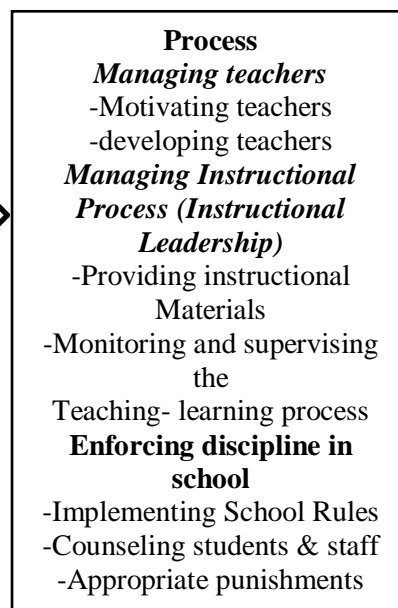 Process
Managing teachers
-Motivating teachers
-developing teachers
Managing Instructional
Process (Instructional
Leadership)
-Providing instructional
Materials
-Monitoring and supervising
the
Teaching- learning process
Enforcing discipline in
school
-Implementing School Rules
-Counseling students & staff
-Appropriate punishments